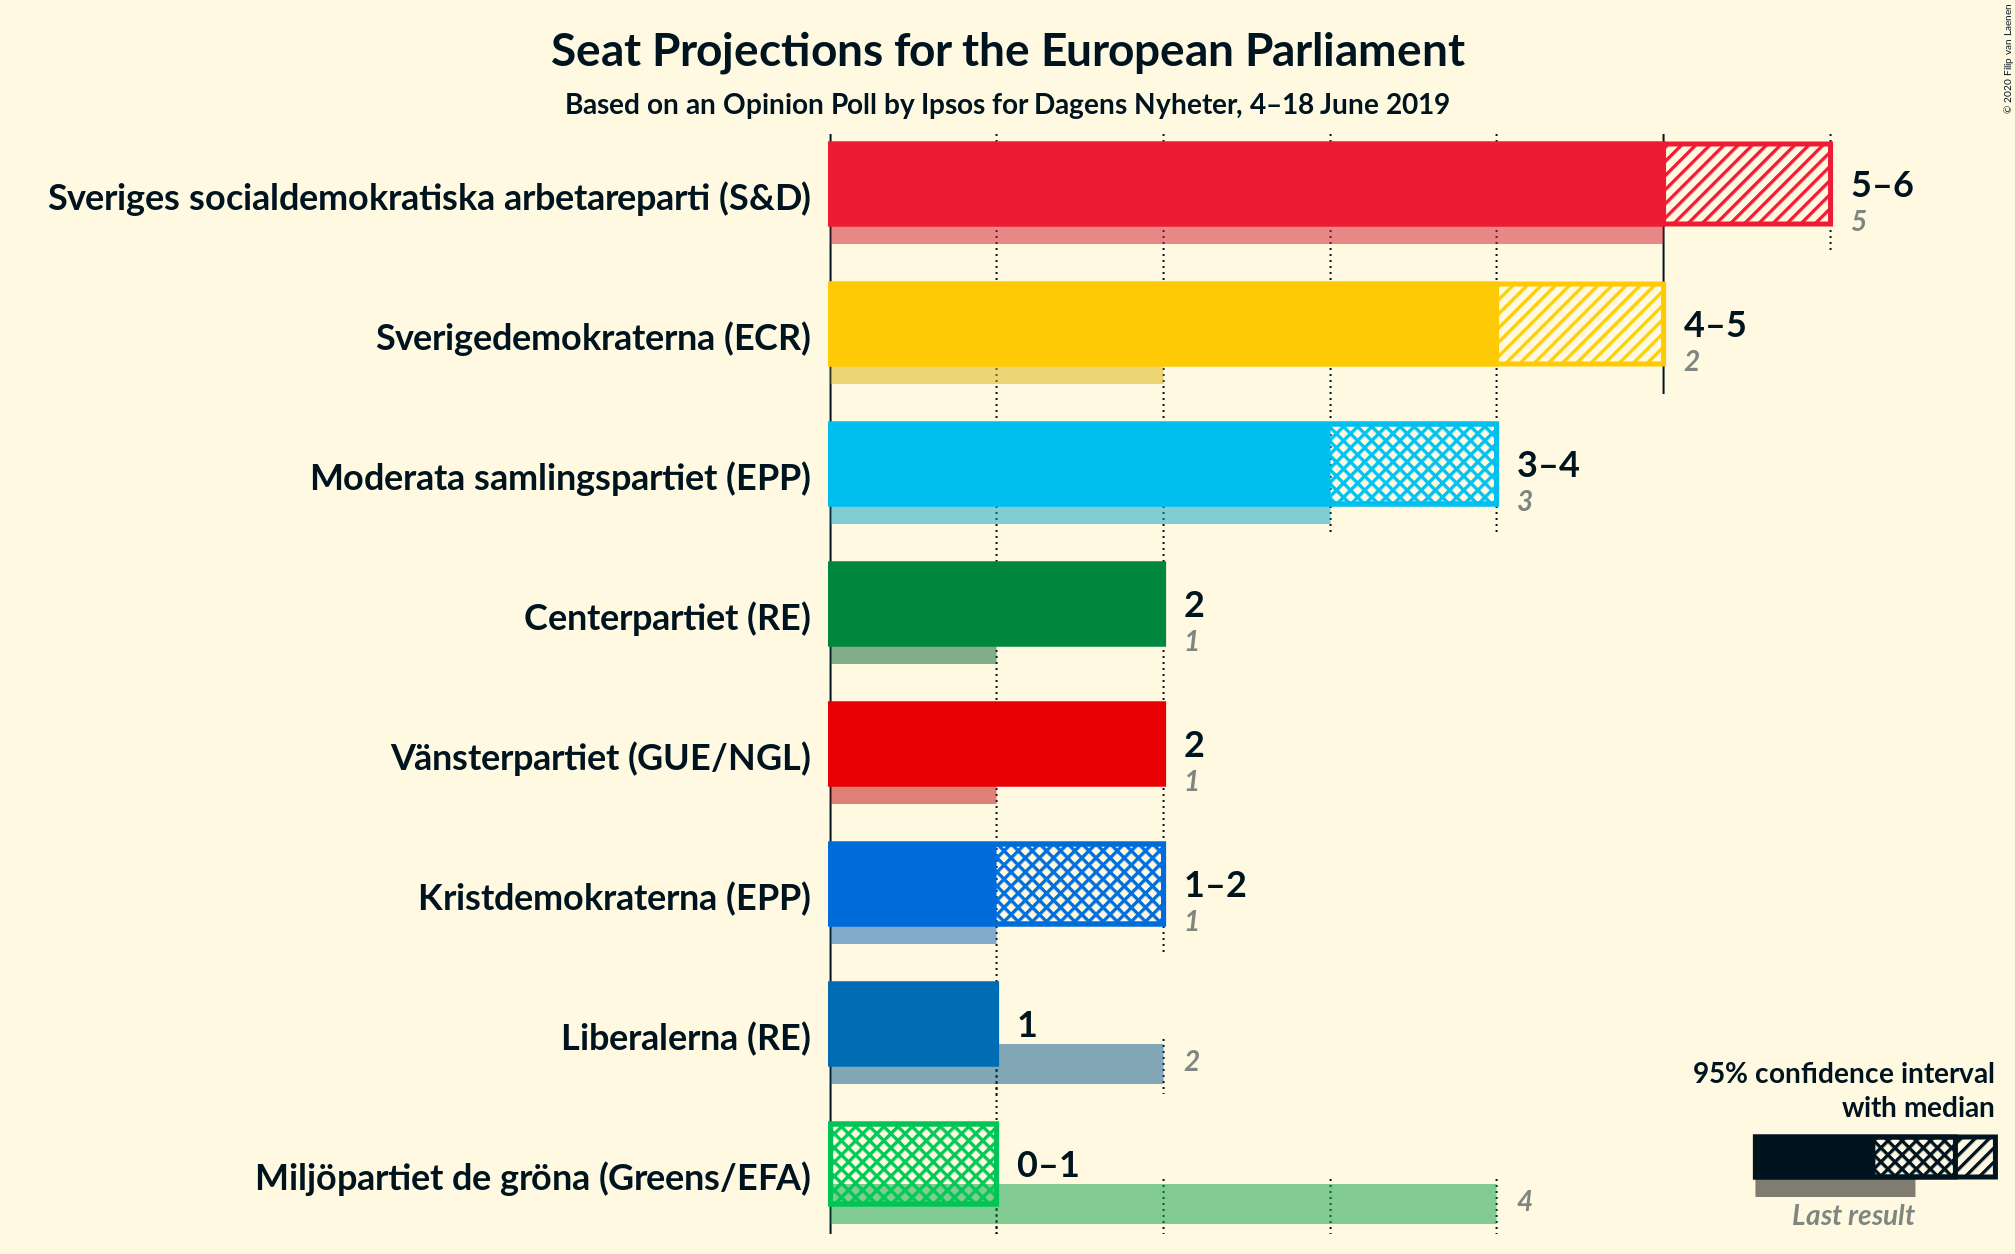 Seat Projections for the European Parliament
Based on an Opinion Poll by Ipsos for Dagens Nyheter, 4–18 June 2019
© 2020 Filip van Laenen
Sveriges socialdemokratiska arbetareparti (S&D)
5–6
5
Sverigedemokraterna (ECR)
4–5
2
Moderata samlingspartiet (EPP)
3–4
3
Centerpartiet (RE)
2
1
Vänsterpartiet (GUE/NGL)
2
1
Kristdemokraterna (EPP)
1–2
1
Liberalerna (RE)
1
2
Miljöpartiet de gröna (Greens/EFA)
0–1
4
95% confidence interval
with median
Last result